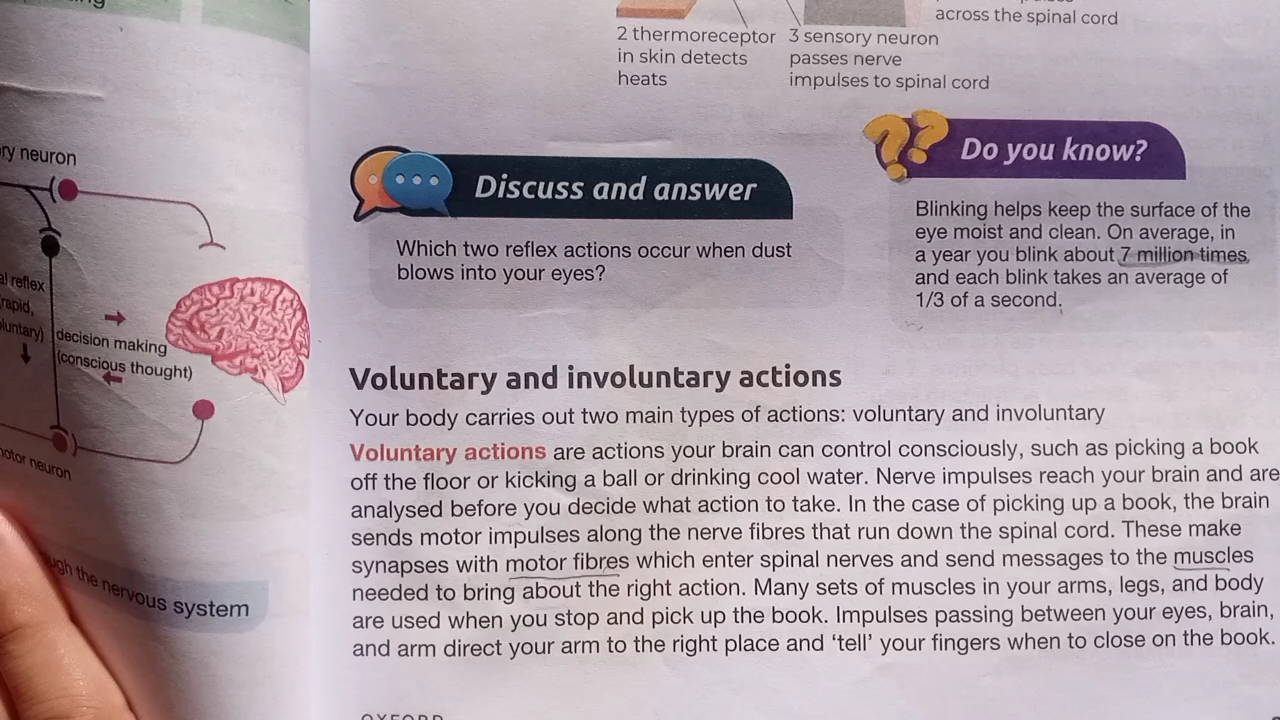 ry neuron
al reflex
(rapid,
luntary)
decision making
(conscious thought)
otor neuron
ugh the nervous system
across the spinal cord
2 thermoreceptor
in skin detects
heats
3 sensory neuron
passes nerve
impulses to spinal cord
Discuss and answer
Which two reflex actions occur when dust
blows into your eyes?
Do you know?
Blinking helps keep the surface of the
eye moist and clean. On average, in
a year you blink about 7 million times
and each blink takes an average of
1/3 of a second.
Voluntary and involuntary actions
Your body carries out two main types of actions: voluntary and involuntary
Voluntary actions are actions your brain can control consciously, such as picking a book
off the floor or kicking a ball or drinking cool water. Nerve impulses reach your brain and are
analysed before you decide what action to take. In the case of picking up a book, the brain
sends motor impulses along the nerve fibres that run down the spinal cord. These make
synapses with motor fibres which enter spinal nerves and send messages to the muscles
needed to bring about the right action. Many sets of muscles in your arms, legs, and body
are used when you stop and pick up the book. Impulses passing between your eyes, brain,
and arm direct your arm to the right place and ‘tell’ your fingers when to close on the book.
OXFORD